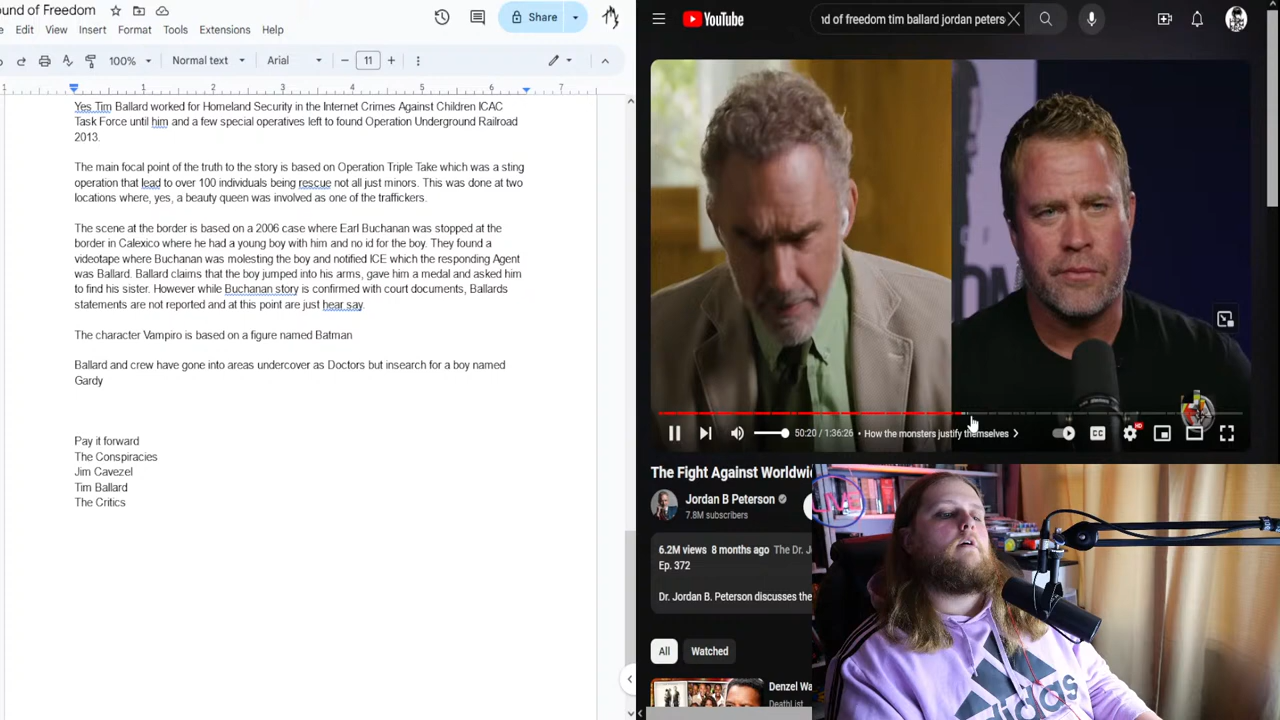 ound of Freedom
Edit View Insert Format Tools Extensions Help
Share
100% Normal text Arial 11
1 1 2 3 4 5 6 7
Yes Tim Ballard worked for Homeland Security in the Internet Crimes Against Children ICAC
Task Force until him and a few special operatives left to found Operation Underground Railroad
2013.
The main focal point of the truth to the story is based on Operation Triple Take which was a sting
operation that lead to over 100 individuals being rescue not all just minors. This was done at two
locations where, yes, a beauty queen was involved as one of the traffickers.
The scene at the border is based on a 2006 case where Earl Buchanan was stopped at the
border in Calexico where he had a young boy with him and no id for the boy. They found a
videotape where Buchanan was molesting the boy and notified ICE which the responding Agent
was Ballard. Ballard claims that the boy jumped into his arms, gave him a medal and asked him
to find his sister. However while Buchanan story is confirmed with court documents, Ballards
statements are not reported and at this point are just hear say.
The character Vampiro is based on a figure named Batman
Ballard and crew have gone into areas undercover as Doctors but insearch for a boy named
Gardy
Pay it forward
The Conspiracies
Jim Cavezel
Tim Ballard
The Critics
YouTube
nd of freedom tim ballard jordan peters
50:20 / 1:36:26 • How the monsters justify themselves
CC
HD
The Fight Against Worldwi
Jordan B Peterson
7.8M subscribers
6.2M views 8 months ago The Dr. J
Ep. 372
Dr. Jordan B. Peterson discusses the
All Watched
Denzel Wa
DeathList
adidas